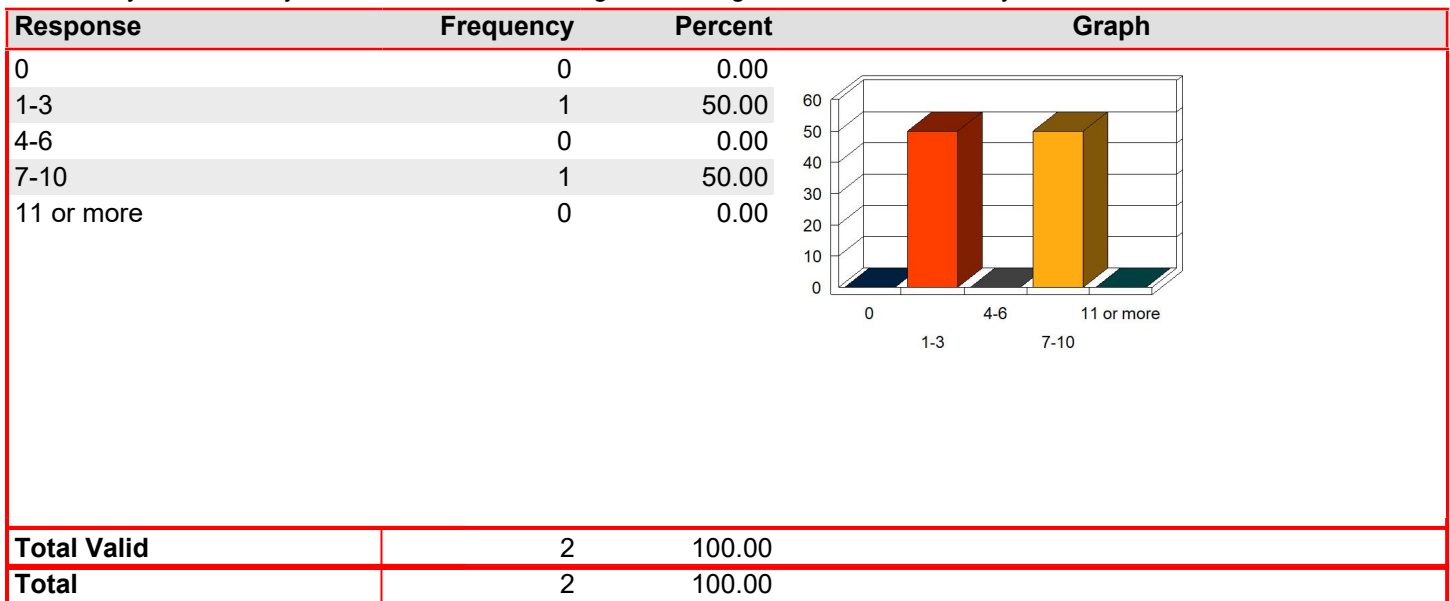 Response Frequency Percent Graph
0 0 0.00
1-3 1 50.00
4-6 0 0.00
7-10 1 50.00
11 or more 0 0.00
60
50
40
30
20
10
0
0 4-6 11 or more
1-3 7-10
Total Valid 2 100.00
Total 2 100.00